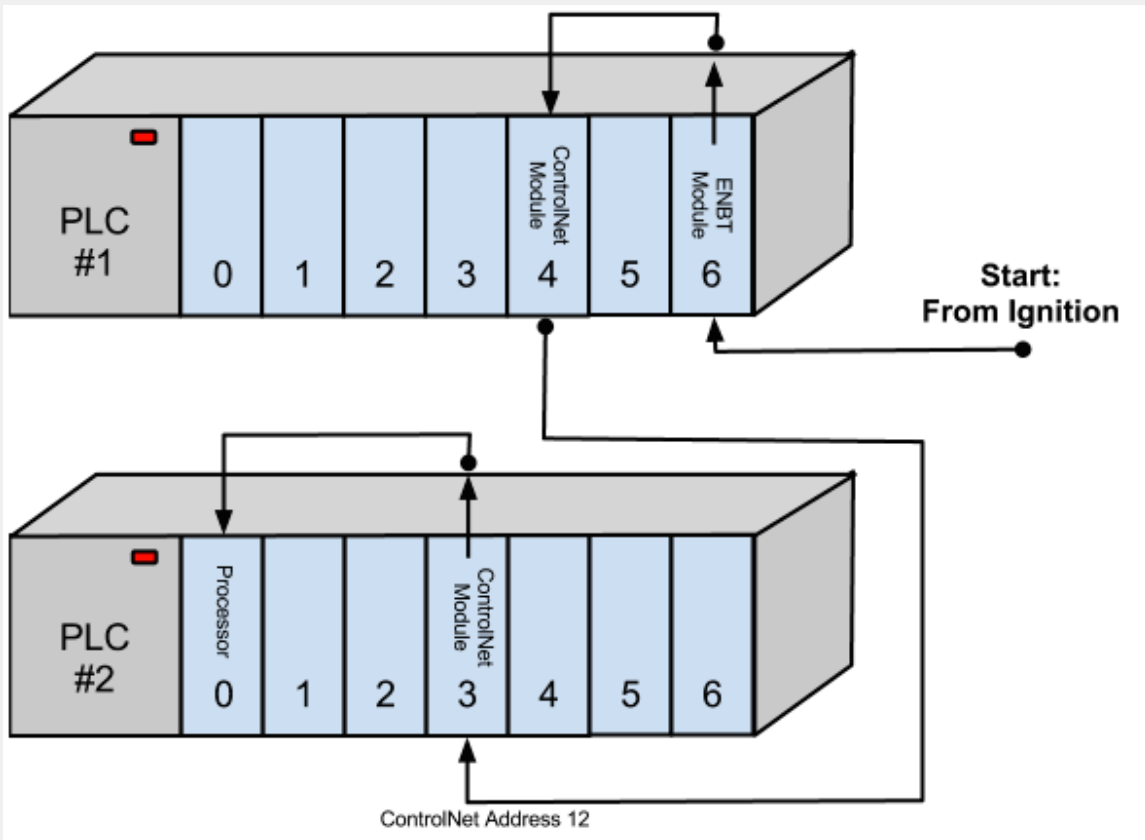 PLC
#1
0
1
2
3
ControlNet
Module
4
5
ENBT
Module
6
Start:
From Ignition
PLC
#2
Processor
0
1
2
ControlNet
Module
3
4
5
6
ControlNet Address 12